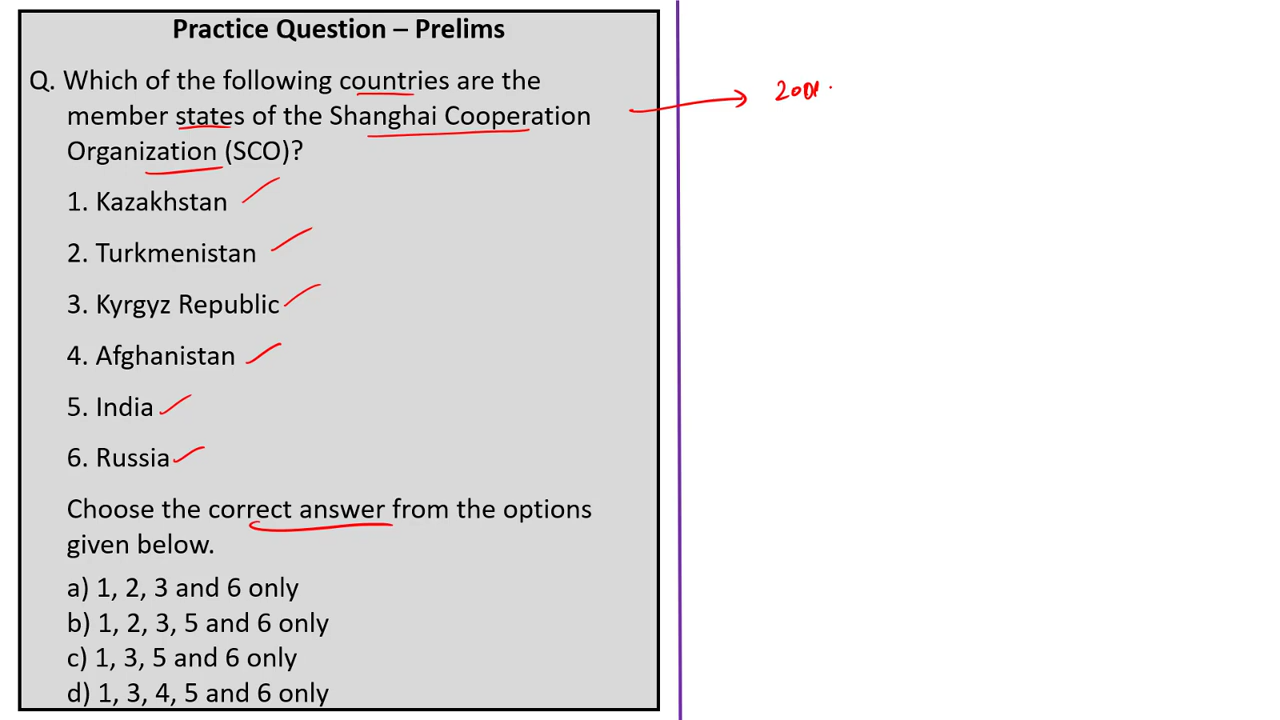 Practice Question – Prelims
Q. Which of the following countries are the
member states of the Shanghai Cooperation
Organization (SCO)?
1. Kazakhstan
2. Turkmenistan
3. Kyrgyz Republic
4. Afghanistan
5. India
6. Russia
Choose the correct answer from the options
given below.
a) 1, 2, 3 and 6 only
b) 1, 2, 3, 5 and 6 only
c) 1, 3, 5 and 6 only
d) 1, 3, 4, 5 and 6 only
2001.